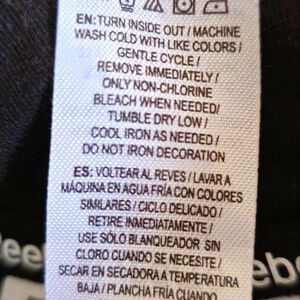 EN: TURN INSIDE OUT / MACHINE
WASH COLD WITH LIKE COLORS /
GENTLE CYCLE /
REMOVE IMMEDIATELY /
ONLY NON-CHLORINE
BLEACH WHEN NEEDED/
TUMBLE DRY LOW /
COOL IRON AS NEEDED /
DO NOT IRON DECORATION
ES: VOLTEAR AL REVES / LAVAR A
MÁQUINA EN AGUA FRÍA CON COLORES
SIMILARES / CICLO DELICADO /
RETIRE INMEDIATAMENTE /
USE SÓLO BLANQUEADOR SIN
CLORO CUANDO SE NECESITE /
SECAR EN SECADORA A TEMPERATURA
BAJA / PLANCHA FRÍA CUANDO